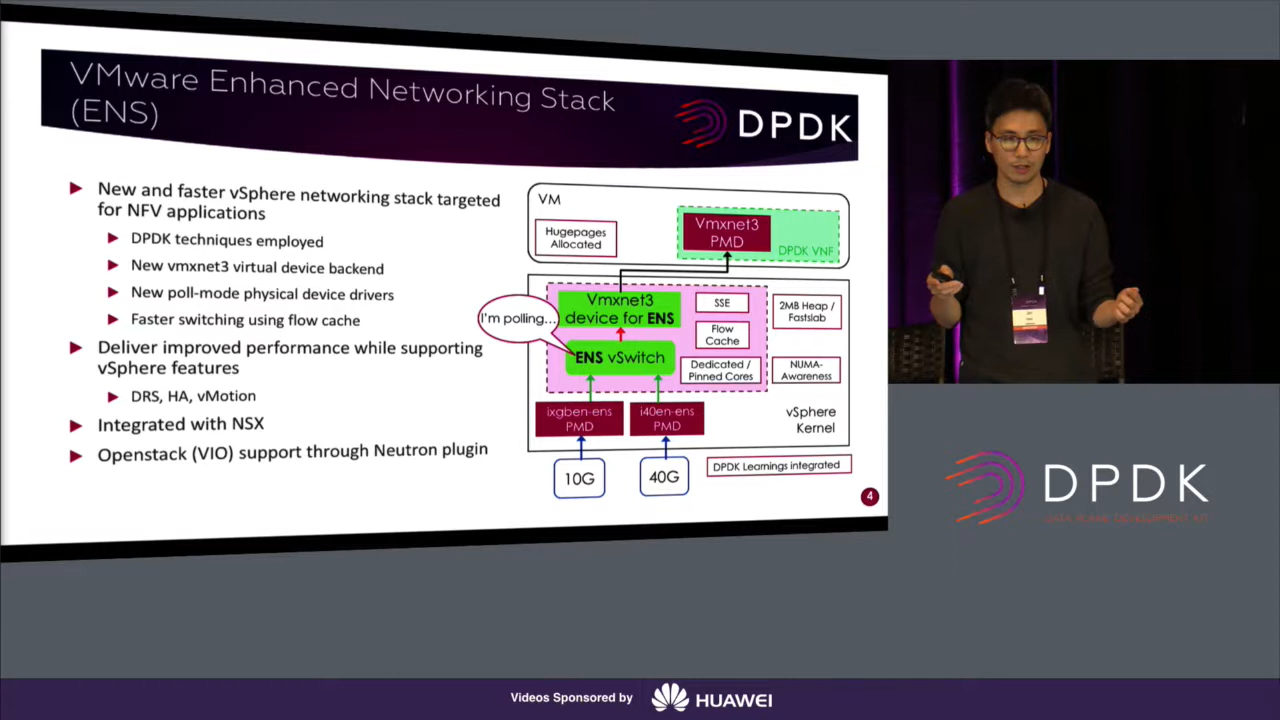 VMware Enhanced Networking Stack
(ENS)
DPDK
New and faster vSphere networking stack targeted
for NFV applications
DPDK techniques employed
New vmxnet3 virtual device backend
New poll-mode physical device drivers
Faster switching using flow cache
Deliver improved performance while supporting
vSphere features
DRS, HA, vMotion
Integrated with NSX
Openstack (VIO) support through Neutron plugin
VM
Hugepages
Allocated
Vmxnet3
PMD
DPDK VNF
I'm polling...
Vmxnet3
device for ENS
SSE
2MB Heap /
Fastslab
Flow
Cache
ENS vSwitch
Dedicated /
Pinned Cores
NUMA-
Awareness
ixgben-ens
PMD
i40en-ens
PMD
vSphere
Kernel
10G
40G
DPDK Learnings integrated
4
DPDK
DATA PLANE DEVELOPMENT KIT
Videos Sponsored by
HUAWEI